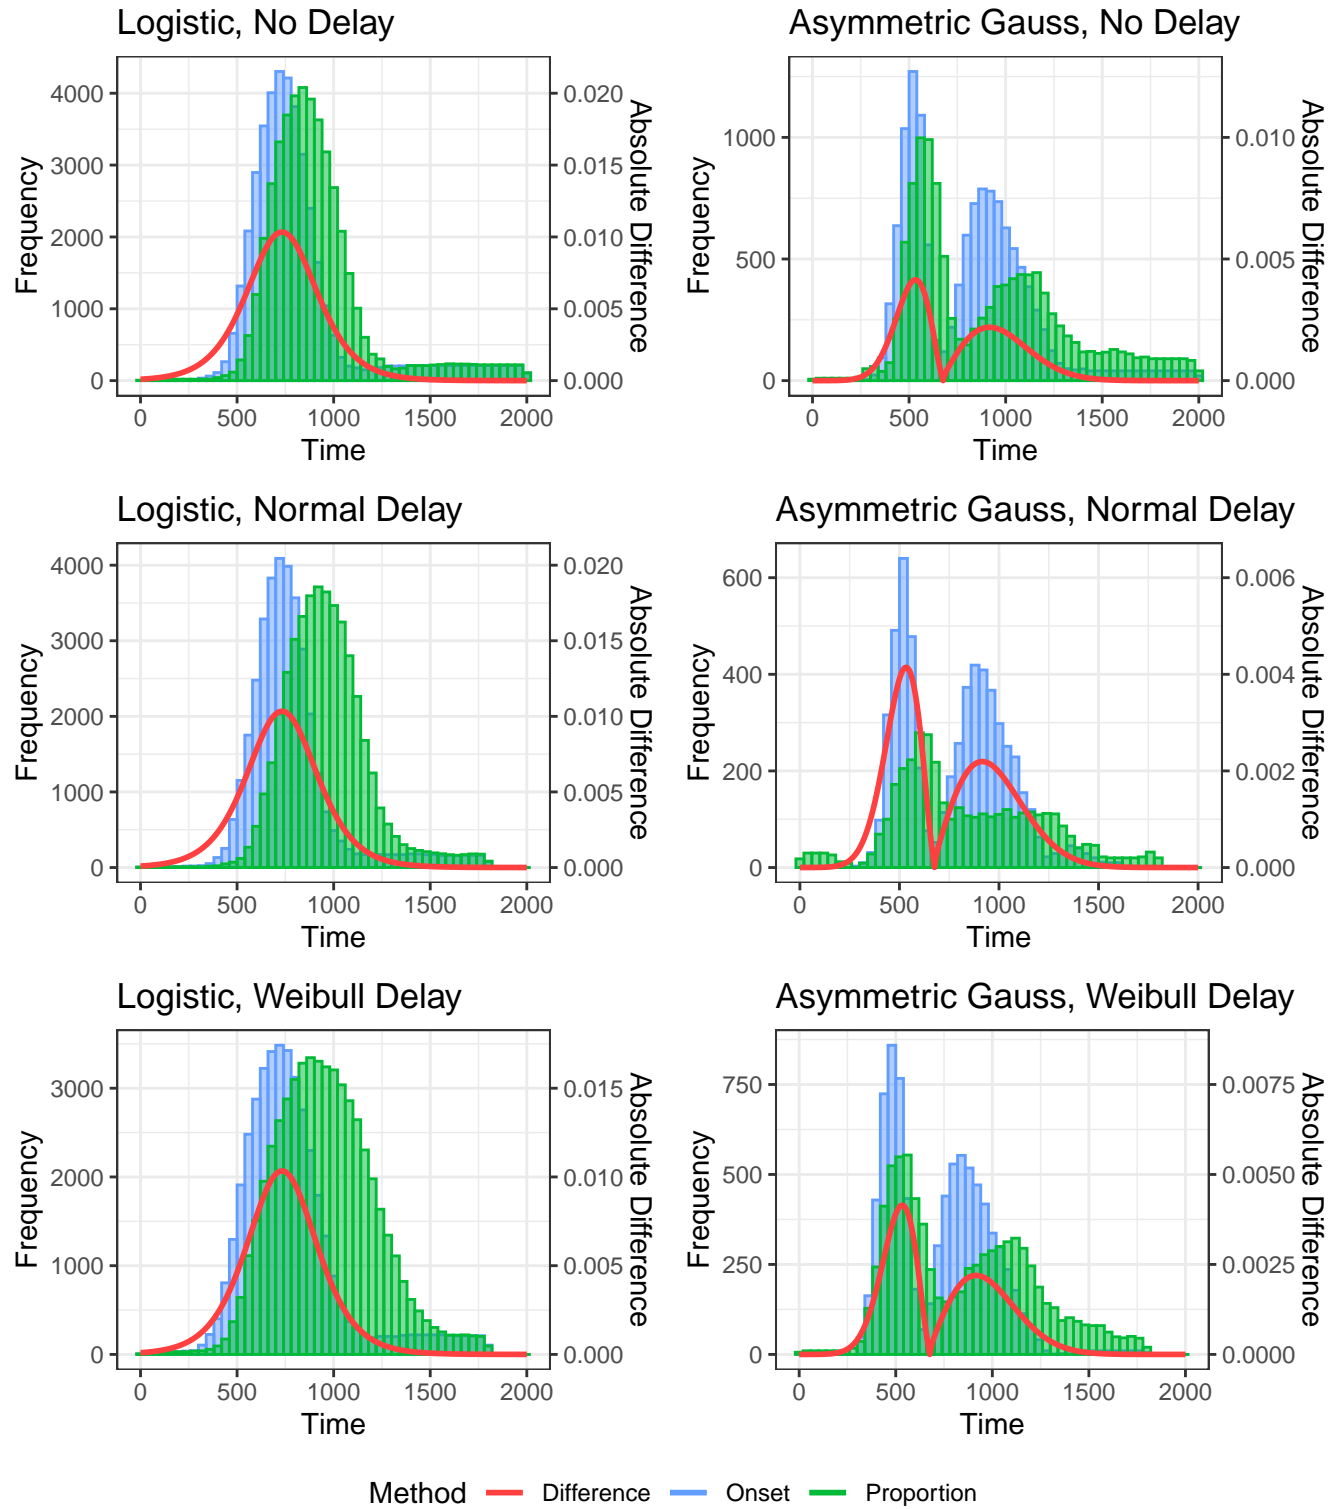 Logistic, No Delay
4000
3000
2000
1000
0
0.020
0.015
0.010
0.005
0.000
0 500 1000 1500 2000
Frequency
Absolute Difference
Time
Asymmetric Gauss, No Delay
1000
500
0
0.010
0.005
0.000
0 500 1000 1500 2000
Frequency
Absolute Difference
Time
Logistic, Normal Delay
4000
3000
2000
1000
0
0.020
0.015
0.010
0.005
0.000
0 500 1000 1500 2000
Frequency
Absolute Difference
Time
Asymmetric Gauss, Normal Delay
600
400
200
0
0.006
0.004
0.002
0.000
0 500 1000 1500 2000
Frequency
Absolute Difference
Time
Logistic, Weibull Delay
3000
2000
1000
0
0.015
0.010
0.005
0.000
0 500 1000 1500 2000
Frequency
Absolute Difference
Time
Asymmetric Gauss, Weibull Delay
750
500
250
0
0.0075
0.0050
0.0025
0.0000
0 500 1000 1500 2000
Frequency
Absolute Difference
Time
Method Difference Onset Proportion